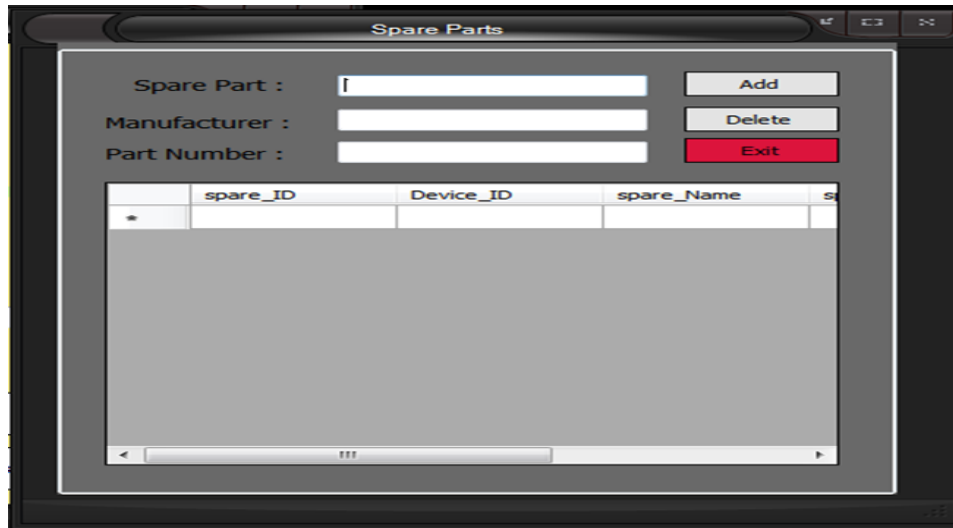 Spare Parts
Spare Part :
Add
Manufacturer :
Delete
Part Number :
Exit
spare_ID Device_ID spare_Name
*